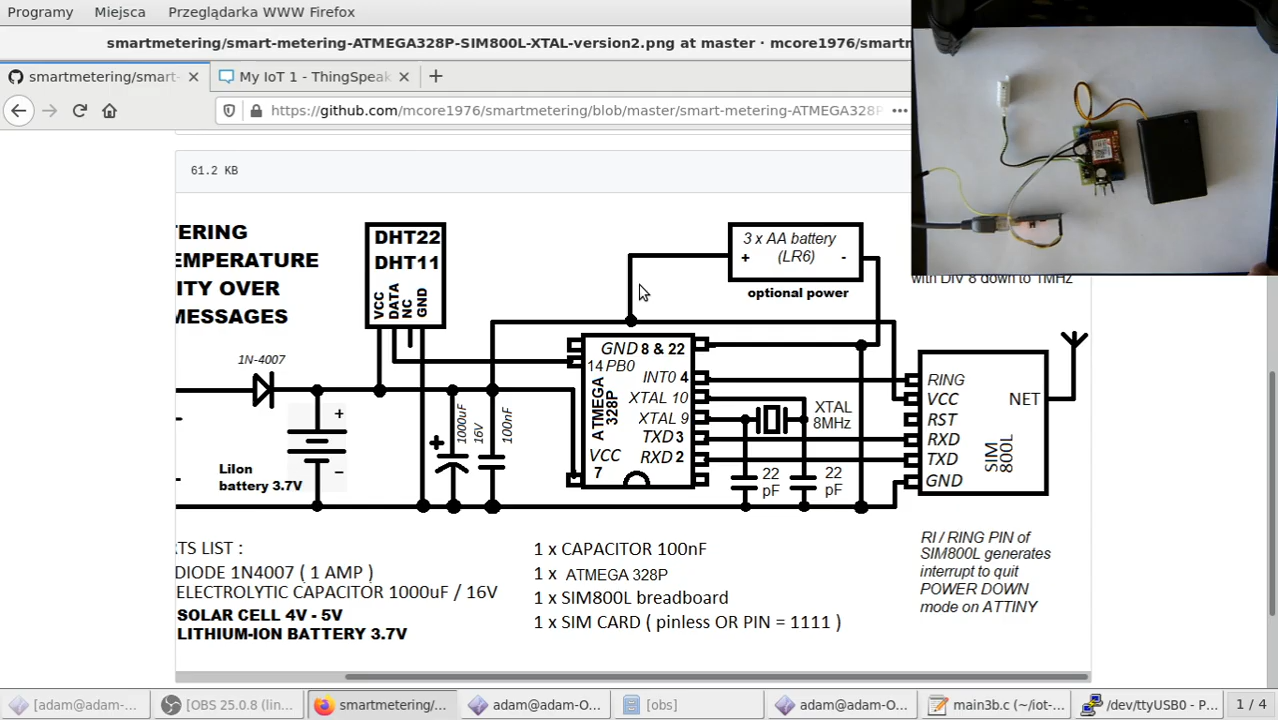 Programy Miejsca Przeglądarka WWW Firefox
smartmetering/smart-metering-ATMEGA328P-SIM800L-XTAL-version2.png at master · mcore1976/smartm
smartmetering/smart-
My IoT 1 - ThingSpeak
https://github.com/mcore1976/smartmetering/blob/master/smart-metering-ATMEGA328P
61.2 KB
TERING
EMPERATURE
ITY OVER
MESSAGES
DHT22
DHT11
VCC
DATA
NC
GND
3 x AA battery
+ (LR6) -
optional power
with DIV 8 down to 1MHz
1N-4007
+
−
LiIon
battery 3.7V
+
1000uF
16V
100nF
GND 8 & 22
14 PB0
INT0 4
XTAL 10
XTAL 9
TXD 3
RXD 2
ATMEGA
328P
VCC
7
XTAL
8MHz
22
pF
22
pF
RING
VCC
RST
RXD
TXD
GND
NET
SIM
800L
RI / RING PIN of
SIM800L generates
interrupt to quit
POWER DOWN
mode on ATTINY
RTS LIST :
DIODE 1N4007 ( 1 AMP )
ELECTROLYTIC CAPACITOR 1000uF / 16V
SOLAR CELL 4V - 5V
LITHIUM-ION BATTERY 3.7V
1 x CAPACITOR 100nF
1 x ATMEGA 328P
1 x SIM800L breadboard
1 x SIM CARD ( pinless OR PIN = 1111 )
[adam@adam-...
[OBS 25.0.8 (lin...
smartmetering/...
adam@adam-O...
[obs]
adam@adam-O...
main3b.c (~/iot-...
/dev/ttyUSB0 - P...
1 / 4